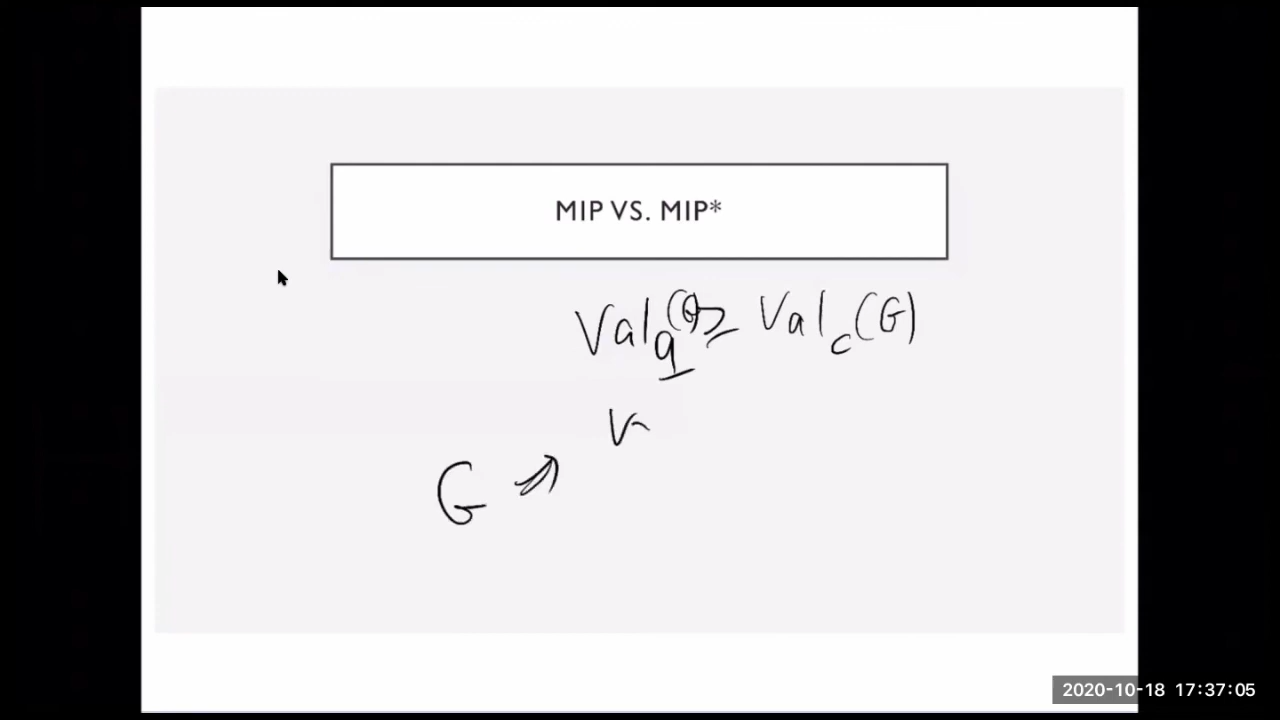 MIP VS. MIP*
Val_q(G) ≥ Val_c(G)
G ⇒
2020-10-18 17:37:05